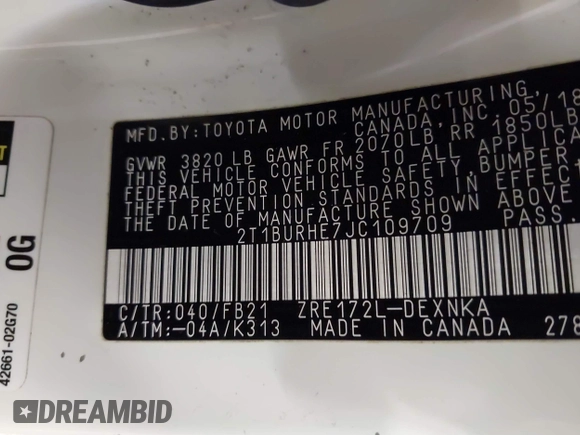 MFD. BY: TOYOTA MOTOR MANUFACTURING
CANADA, INC. 05/18
GVWR 3820 LB GAWR FR 2070LB, RR 1850LB
THIS VEHICLE CONFORMS TO ALL APPLICA
FEDERAL MOTOR VEHICLE SAFETY, BUMPER,
THEFT PREVENTION STANDARDS IN EFFECT
THE DATE OF MANUFACTURE SHOWN ABOVE
2T1BURHE7JC109709 PASS.
C/TR: 040/FB21 ZRE172L-DEXNKA
A/TM: -04A/K313 MADE IN CANADA 278
0G
42661-02G70
DREAMBID